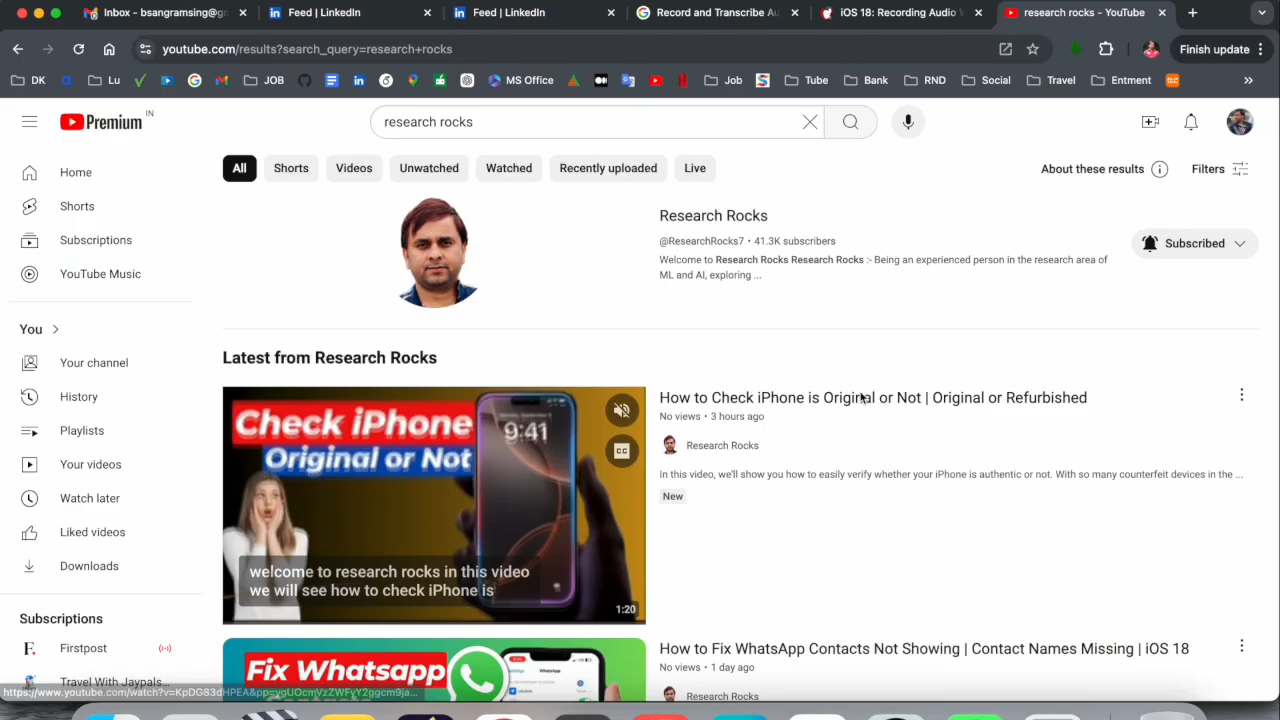 Inbox - bsangramsing@g
Feed | LinkedIn
Feed | LinkedIn
Record and Transcribe Au
iOS 18: Recording Audio W
research rocks - YouTube
youtube.com/results?search_query=research+rocks
Finish update
DK
Lu
JOB
MS Office
Job
Tube
Bank
RND
Social
Travel
Entment
Premium IN
research rocks
All
Shorts
Videos
Unwatched
Watched
Recently uploaded
Live
About these results
Filters
Home
Shorts
Subscriptions
YouTube Music
You
Your channel
History
Playlists
Your videos
Watch later
Liked videos
Downloads
Subscriptions
Firstpost
Travel With Jaypals
Research Rocks
@ResearchRocks7 • 41.3K subscribers
Welcome to Research Rocks Research Rocks :- Being an experienced person in the research area of
ML and AI, exploring ...
Subscribed
Latest from Research Rocks
Check iPhone
Original or Not
9:41
CC
welcome to research rocks in this video
we will see how to check iPhone is
1:20
How to Check iPhone is Original or Not | Original or Refurbished
No views • 3 hours ago
Research Rocks
In this video, we'll show you how to easily verify whether your iPhone is authentic or not. With so many counterfeit devices in the ...
New
Fix Whatsapp
How to Fix WhatsApp Contacts Not Showing | Contact Names Missing | iOS 18
No views • 1 day ago
Research Rocks